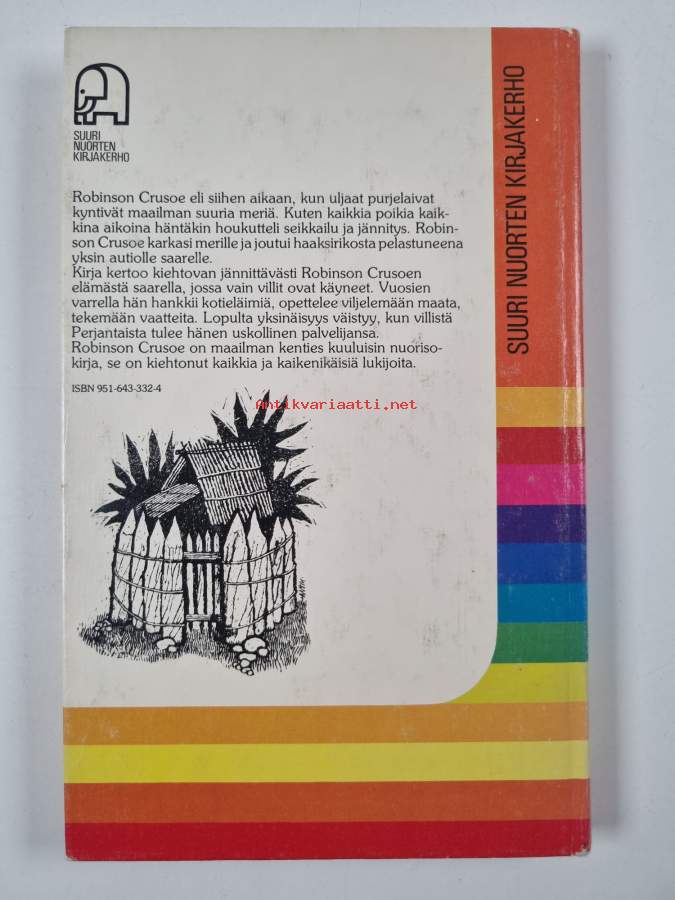 SUURI
NUORTEN
KIRJAKERHO
Robinson Crusoe eli siihen aikaan, kun uljaat purjelaivat
kyntivät maailman suuria meriä. Kuten kaikkia poikia kaik-
kina aikoina häntäkin houkutteli seikkailu ja jännitys. Robin-
son Crusoe karkasi merille ja joutui haaksirikosta pelastuneena
yksin autiolle saarelle.
Kirja kertoo kiehtovan jännittävästi Robinson Crusoen
elämästä saarella, jossa vain villit ovat käyneet. Vuosien
varrella hän hankkii kotieläimiä, opettelee viljelemään maata,
tekemään vaatteita. Lopulta yksinäisyys väistyy, kun villistä
Perjantaista tulee hänen uskollinen palvelijansa.
Robinson Crusoe on maailman kenties kuuluisin nuoriso-
kirja, se on kiehtonut kaikkia ja kaikenikäisiä lukijoita.
ISBN 951-643-332-4
Antikvariaatti.net
SUURI NUORTEN KIRJAKERHO